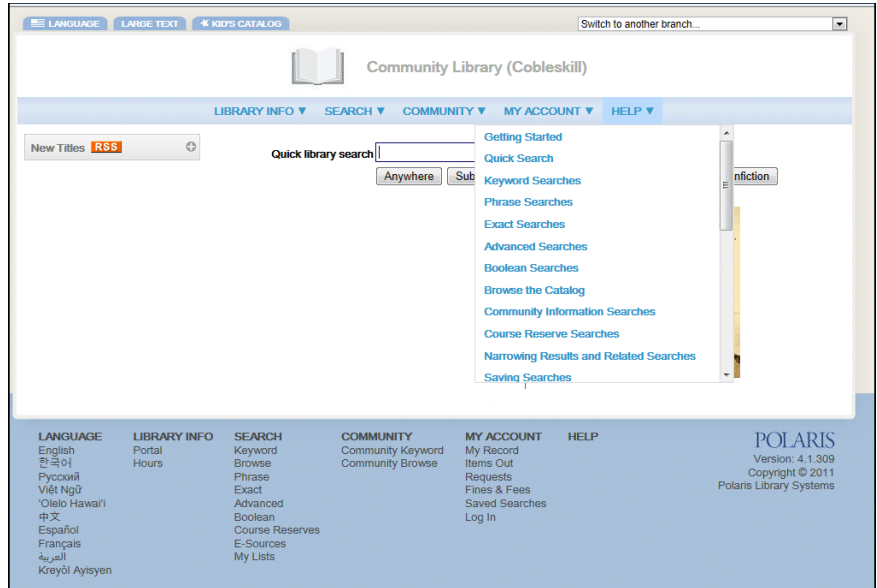 LANGUAGE LARGE TEXT KID'S CATALOG Switch to another branch...
Community Library (Cobleskill)
LIBRARY INFO ▼ SEARCH ▼ COMMUNITY ▼ MY ACCOUNT ▼ HELP ▼
New Titles RSS
Quick library search
Anywhere
Getting Started
Quick Search
Keyword Searches
Phrase Searches
Exact Searches
Advanced Searches
Boolean Searches
Browse the Catalog
Community Information Searches
Course Reserve Searches
Narrowing Results and Related Searches
Saving Searches
LANGUAGE
English
한국어
Русский
Việt Ngữ
'Olelo Hawai'i
中文
Español
Français
العربية
Kreyòl Ayisyen
LIBRARY INFO
Portal
Hours
SEARCH
Keyword
Browse
Phrase
Exact
Advanced
Boolean
Course Reserves
E-Sources
My Lists
COMMUNITY
Community Keyword
Community Browse
MY ACCOUNT
My Record
Items Out
Requests
Fines & Fees
Saved Searches
Log In
HELP
POLARIS
Version: 4.1.309
Copyright © 2011
Polaris Library Systems